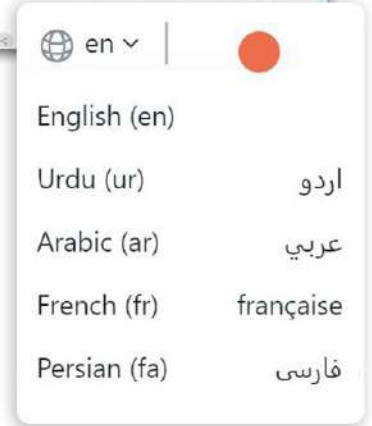 en
English (en)
Urdu (ur) اردو
Arabic (ar) عربي
French (fr) française
Persian (fa) فارسی